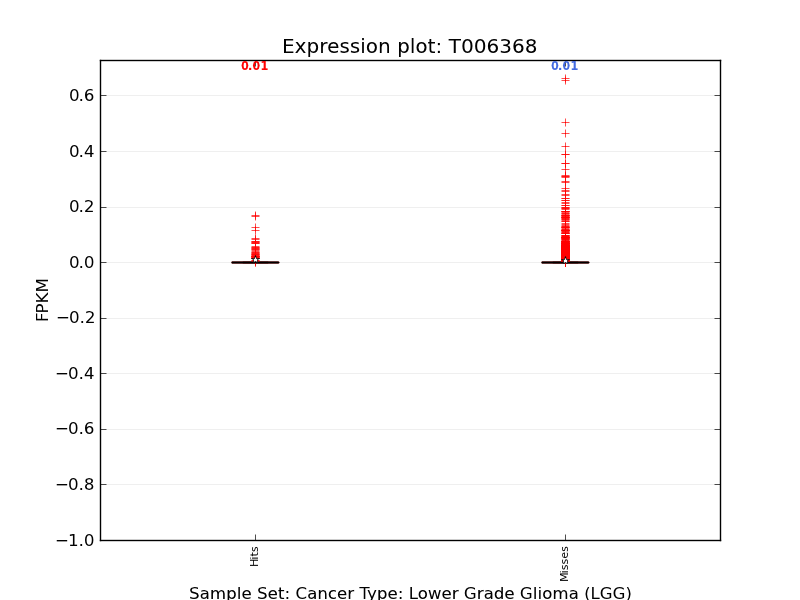 Expression plot: T006368
0.01
0.01
0.6
0.4
0.2
0.0
−0.2
−0.4
−0.6
−0.8
−1.0
FPKM
Hits
Misses
Sample Set: Cancer Type: Lower Grade Glioma (LGG)